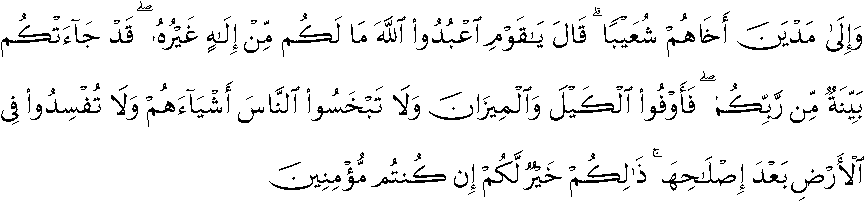 وَإِلَىٰ مَدْيَنَ أَخَاهُمْ شُعَيْبًا ۗ قَالَ يَـٰقَوْمِ ٱعْبُدُوا۟ ٱللَّهَ مَا لَكُم مِّنْ إِلَـٰهٍ غَيْرُهُۥ ۖ قَدْ جَآءَتْكُم
بَيِّنَةٌ مِّن رَّبِّكُمْ ۖ فَأَوْفُوا۟ ٱلْكَيْلَ وَٱلْمِيزَانَ وَلَا تَبْخَسُوا۟ ٱلنَّاسَ أَشْيَآءَهُمْ وَلَا تُفْسِدُوا۟ فِى
ٱلْأَرْضِ بَعْدَ إِصْلَـٰحِهَا ۚ ذَٰلِكُمْ خَيْرٌ لَّكُمْ إِن كُنتُم مُّؤْمِنِينَ